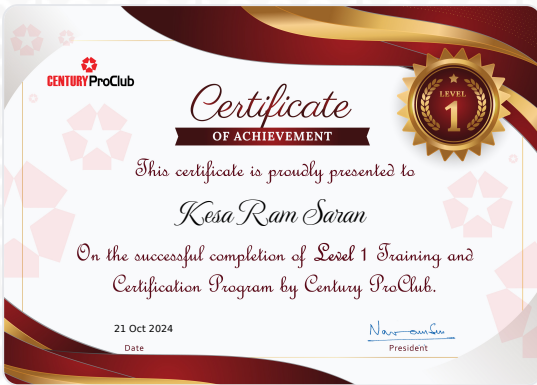 CENTURY ProClub
LEVEL
1
Certificate
OF ACHIEVEMENT
This certificate is proudly presented to
Kesa Ram Saran
On the successful completion of Level 1 Training and
Certification Program by Century ProClub.
21 Oct 2024
Date
President